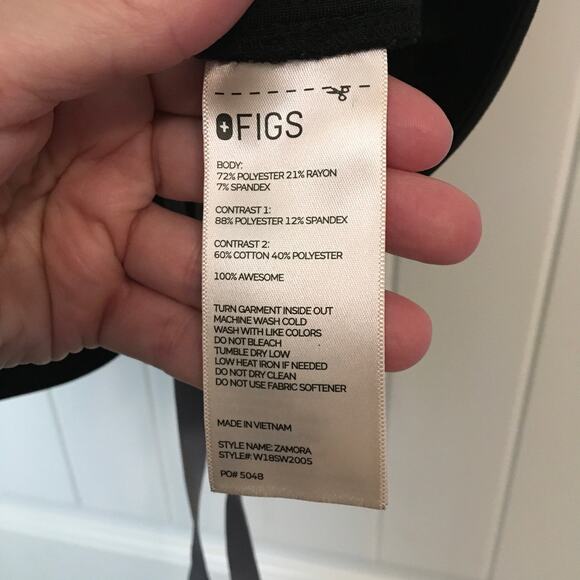 FIGS
BODY:
72% POLYESTER 21% RAYON
7% SPANDEX
CONTRAST 1:
88% POLYESTER 12% SPANDEX
CONTRAST 2:
60% COTTON 40% POLYESTER
100% AWESOME
TURN GARMENT INSIDE OUT
MACHINE WASH COLD
WASH WITH LIKE COLORS
DO NOT BLEACH
TUMBLE DRY LOW
LOW HEAT IRON IF NEEDED
DO NOT DRY CLEAN
DO NOT USE FABRIC SOFTENER
MADE IN VIETNAM
STYLE NAME: ZAMORA
STYLE#: W18SW2005
PO# 5048